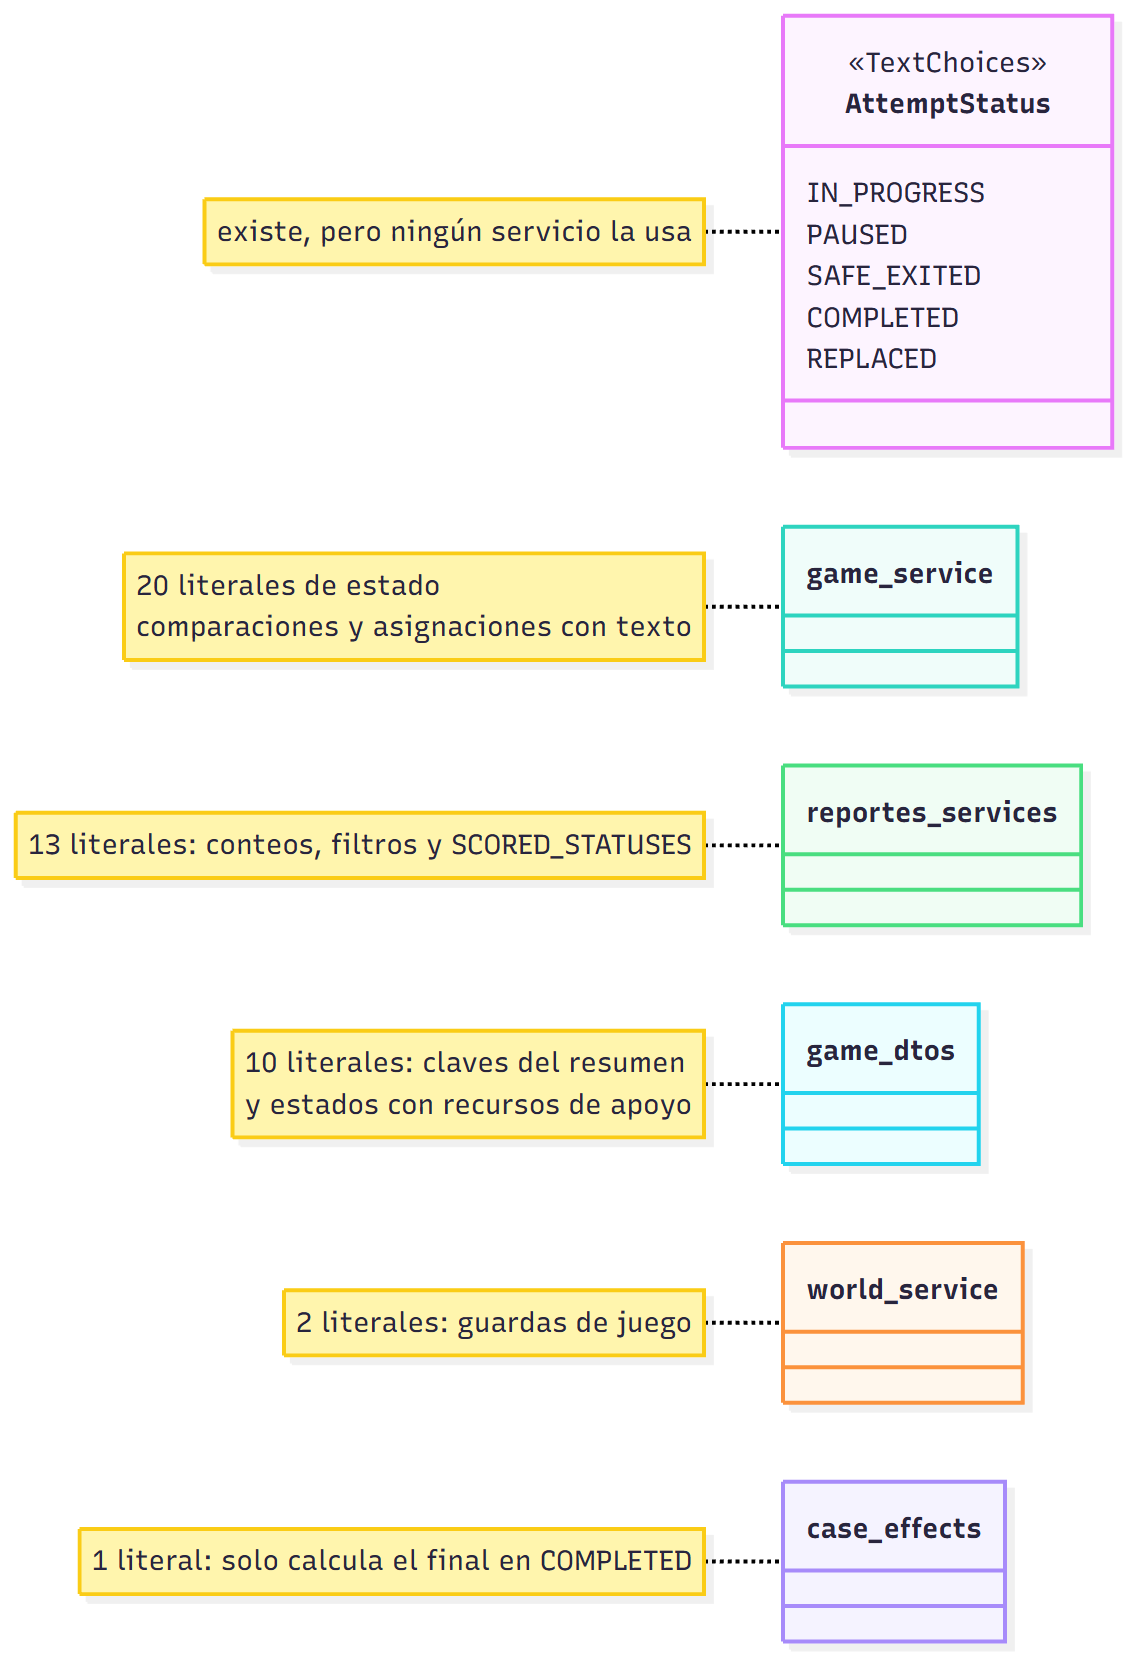 «TextChoices»
AttemptStatus
IN_PROGRESS
PAUSED
SAFE_EXITED
COMPLETED
REPLACED
existe, pero ningún servicio la usa
game_service
20 literales de estado
comparaciones y asignaciones con texto
reportes_services
13 literales: conteos, filtros y SCORED_STATUSES
game_dtos
10 literales: claves del resumen
y estados con recursos de apoyo
world_service
2 literales: guardas de juego
case_effects
1 literal: solo calcula el final en COMPLETED